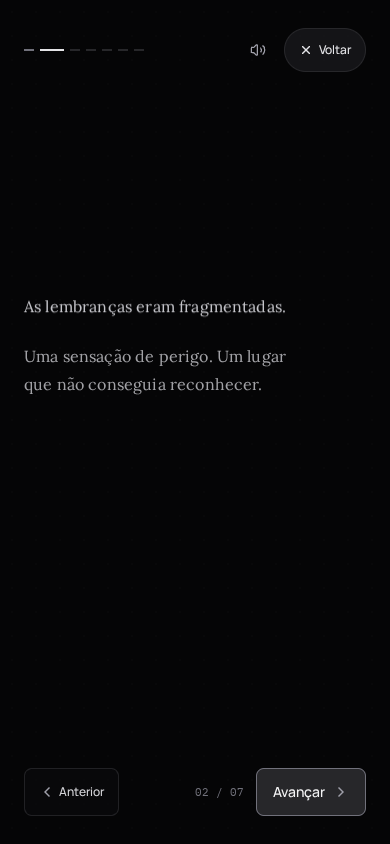 Voltar
As lembranças eram fragmentadas.
Uma sensação de perigo. Um lugar
que não conseguia reconhecer.
Anterior
02 / 07
Avançar